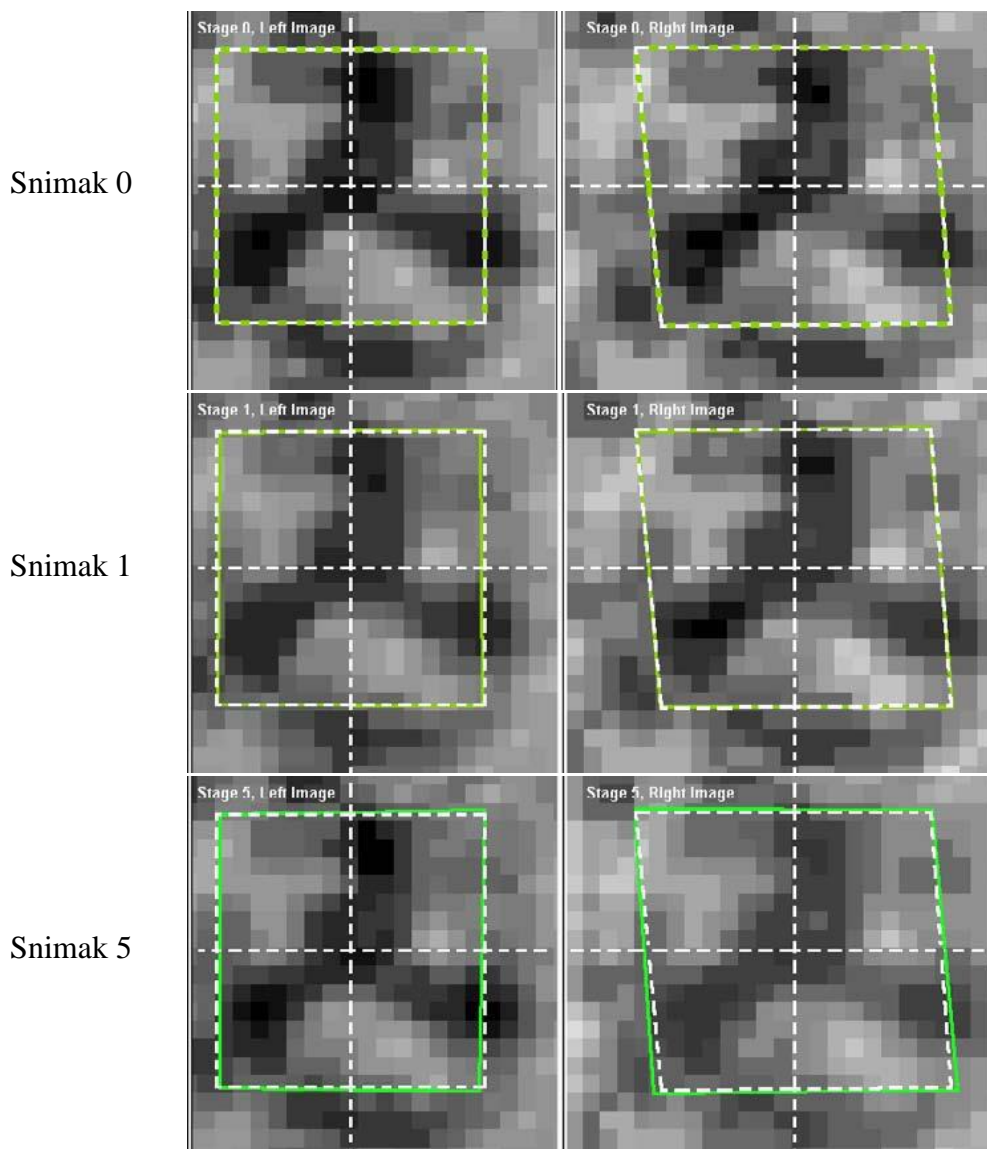 Stage 0, Left Image
Stage 0, Right Image
Snimak 0
Stage 1, Left Image
Stage 1, Right Image
Snimak 1
Stage 5, Left Image
Stage 5, Right Image
Snimak 5